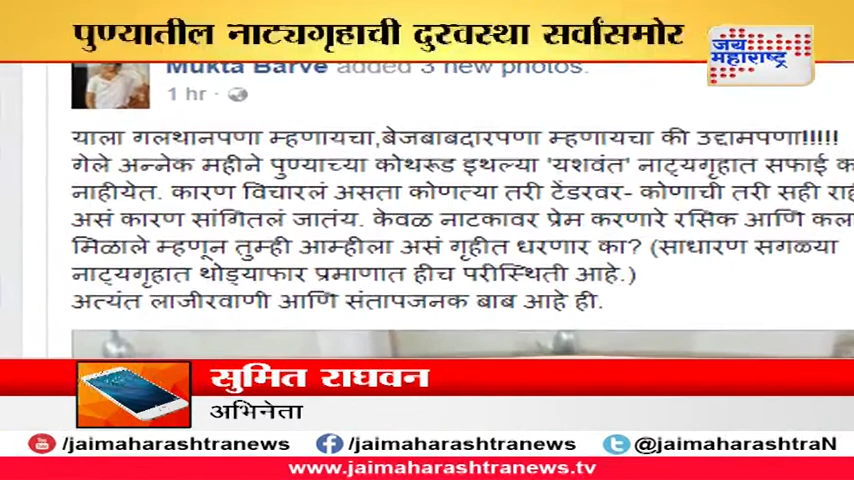 पुण्यातील नाट्यगृहाची दुरवस्था सर्वांसमोर
जय
महाराष्ट्र
Mukta Barve added 3 new photos.
1 hr
याला गलथानपणा म्हणायचा,बेजबाबदारपणा म्हणायचा की उद्दामपणा!!!!!
गेले अन्नेक महीने पुण्याच्या कोथरूड इथल्या 'यशवंत' नाट्यगृहात सफाई
नाहीयेत. कारण विचारलं असता कोणत्या तरी टेंडरवर- कोणाची तरी सही
असं कारण सांगितलं जातंय. केवळ नाटकावर प्रेम करणारे रसिक आणि
मिळाले म्हणून तुम्ही आम्हीला असं गृहीत धरणार का? (साधारण सगळ्या
नाट्यगृहात थोड्याफार प्रमाणात हीच परीस्थिती आहे.)
अत्यंत लाजीरवाणी आणि संतापजनक बाब आहे ही.
सुमित राघवन
अभिनेता
/jaimaharashtranews /jaimaharashtranews @jaimaharashtraN
www.jaimaharashtranews.tv